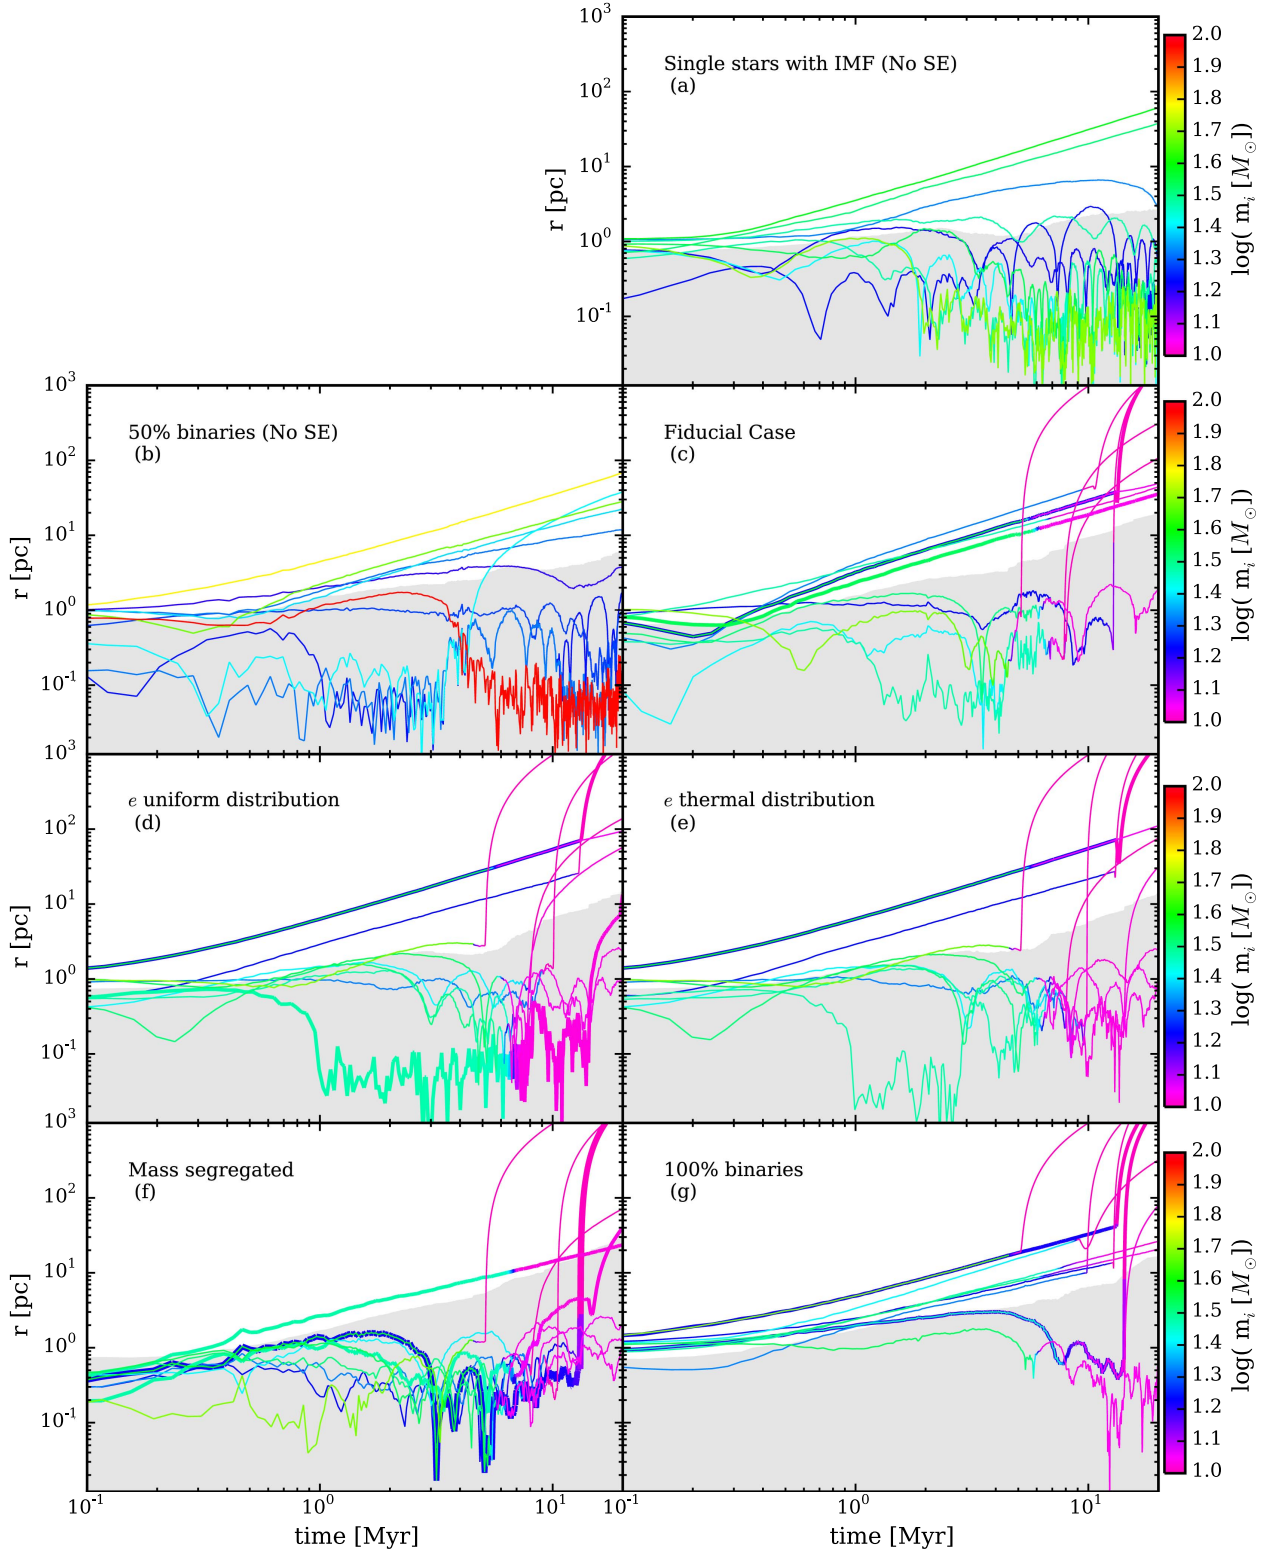 10³
Single stars with IMF (No SE)
(a)
10²
10¹
10⁰
10⁻¹
r [pc]
2.0
1.9
1.8
1.7
1.6
1.5
1.4
1.3
1.2
1.1
1.0
log( m_i [M_☉])
10³
50% binaries (No SE)
(b)
10²
10¹
10⁰
10⁻¹
r [pc]
Fiducial Case
(c)
2.0
1.9
1.8
1.7
1.6
1.5
1.4
1.3
1.2
1.1
1.0
log( m_i [M_☉])
10³
e uniform distribution
(d)
10²
10¹
10⁰
10⁻¹
r [pc]
e thermal distribution
(e)
2.0
1.9
1.8
1.7
1.6
1.5
1.4
1.3
1.2
1.1
1.0
log( m_i [M_☉])
10³
Mass segregated
(f)
10²
10¹
10⁰
10⁻¹
r [pc]
100% binaries
(g)
2.0
1.9
1.8
1.7
1.6
1.5
1.4
1.3
1.2
1.1
1.0
log( m_i [M_☉])
10⁻¹ 10⁰ 10¹ 10⁻¹ 10⁰ 10¹
time [Myr] time [Myr]